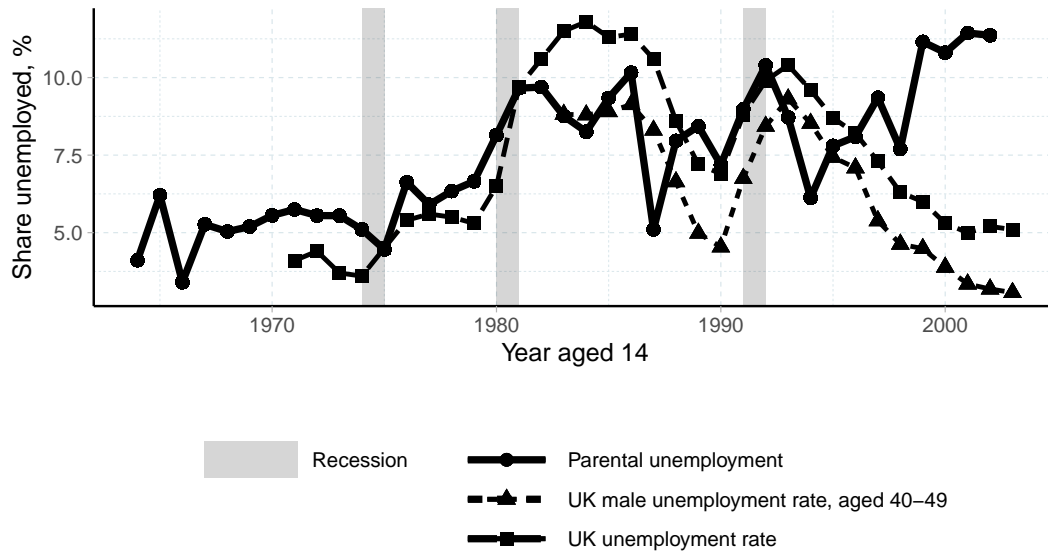 Share unemployed, %
10.0
7.5
5.0
1970 1980 1990 2000
Year aged 14
Recession
Parental unemployment
UK male unemployment rate, aged 40−49
UK unemployment rate